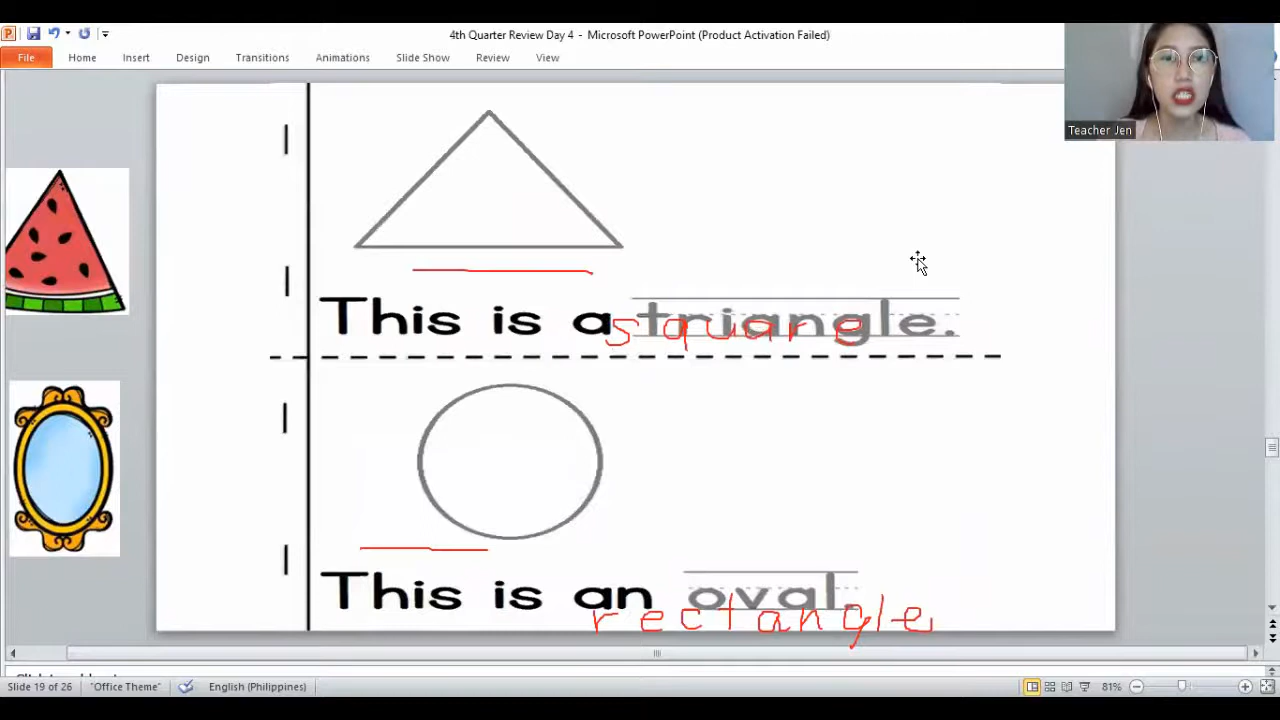 4th Quarter Review Day 4 - Microsoft PowerPoint (Product Activation Failed)
File Home Insert Design Transitions Animations Slide Show Review View
Teacher Jen
This is a triangle.
square
This is an oval.
rectangle
Slide 19 of 26 "Office Theme" English (Philippines) 81%